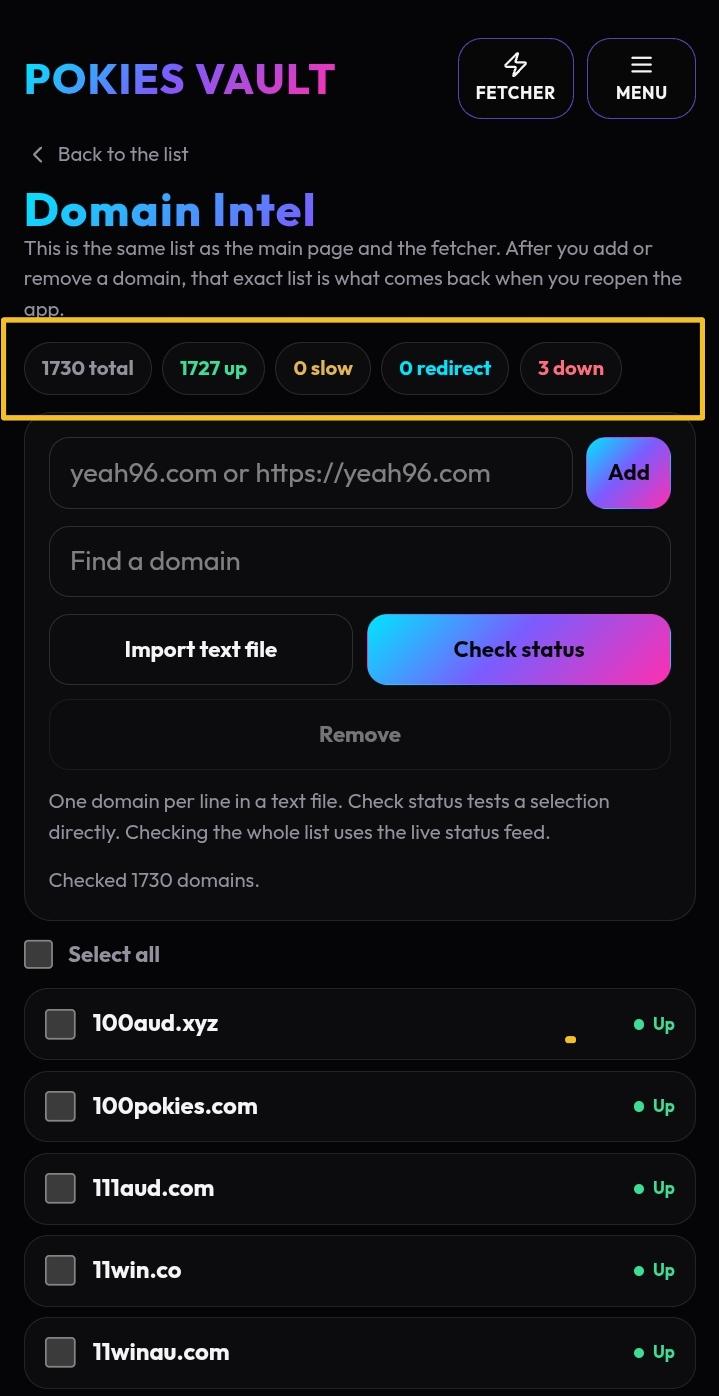 POKIES VAULT
FETCHER
MENU
Back to the list
Domain Intel
This is the same list as the main page and the fetcher. After you add or
remove a domain, that exact list is what comes back when you reopen the
app.
1730 total
1727 up
0 slow
0 redirect
3 down
yeah96.com or https://yeah96.com
Add
Find a domain
Import text file
Check status
Remove
One domain per line in a text file. Check status tests a selection
directly. Checking the whole list uses the live status feed.
Checked 1730 domains.
Select all
100aud.xyz
Up
100pokies.com
Up
111aud.com
Up
11win.co
Up
11winau.com
Up